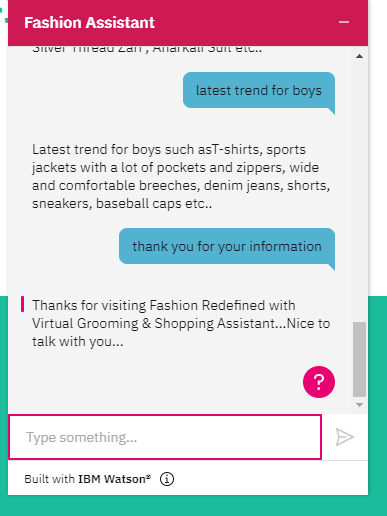 Fashion Assistant
Silver Thread Zari , Anarkali Suit etc..
latest trend for boys
Latest trend for boys such asT-shirts, sports
jackets with a lot of pockets and zippers, wide
and comfortable breeches, denim jeans, shorts,
sneakers, baseball caps etc..
thank you for your information
Thanks for visiting Fashion Redefined with
Virtual Grooming & Shopping Assistant...Nice to
talk with you...
?
Type something...
Built with IBM Watson®